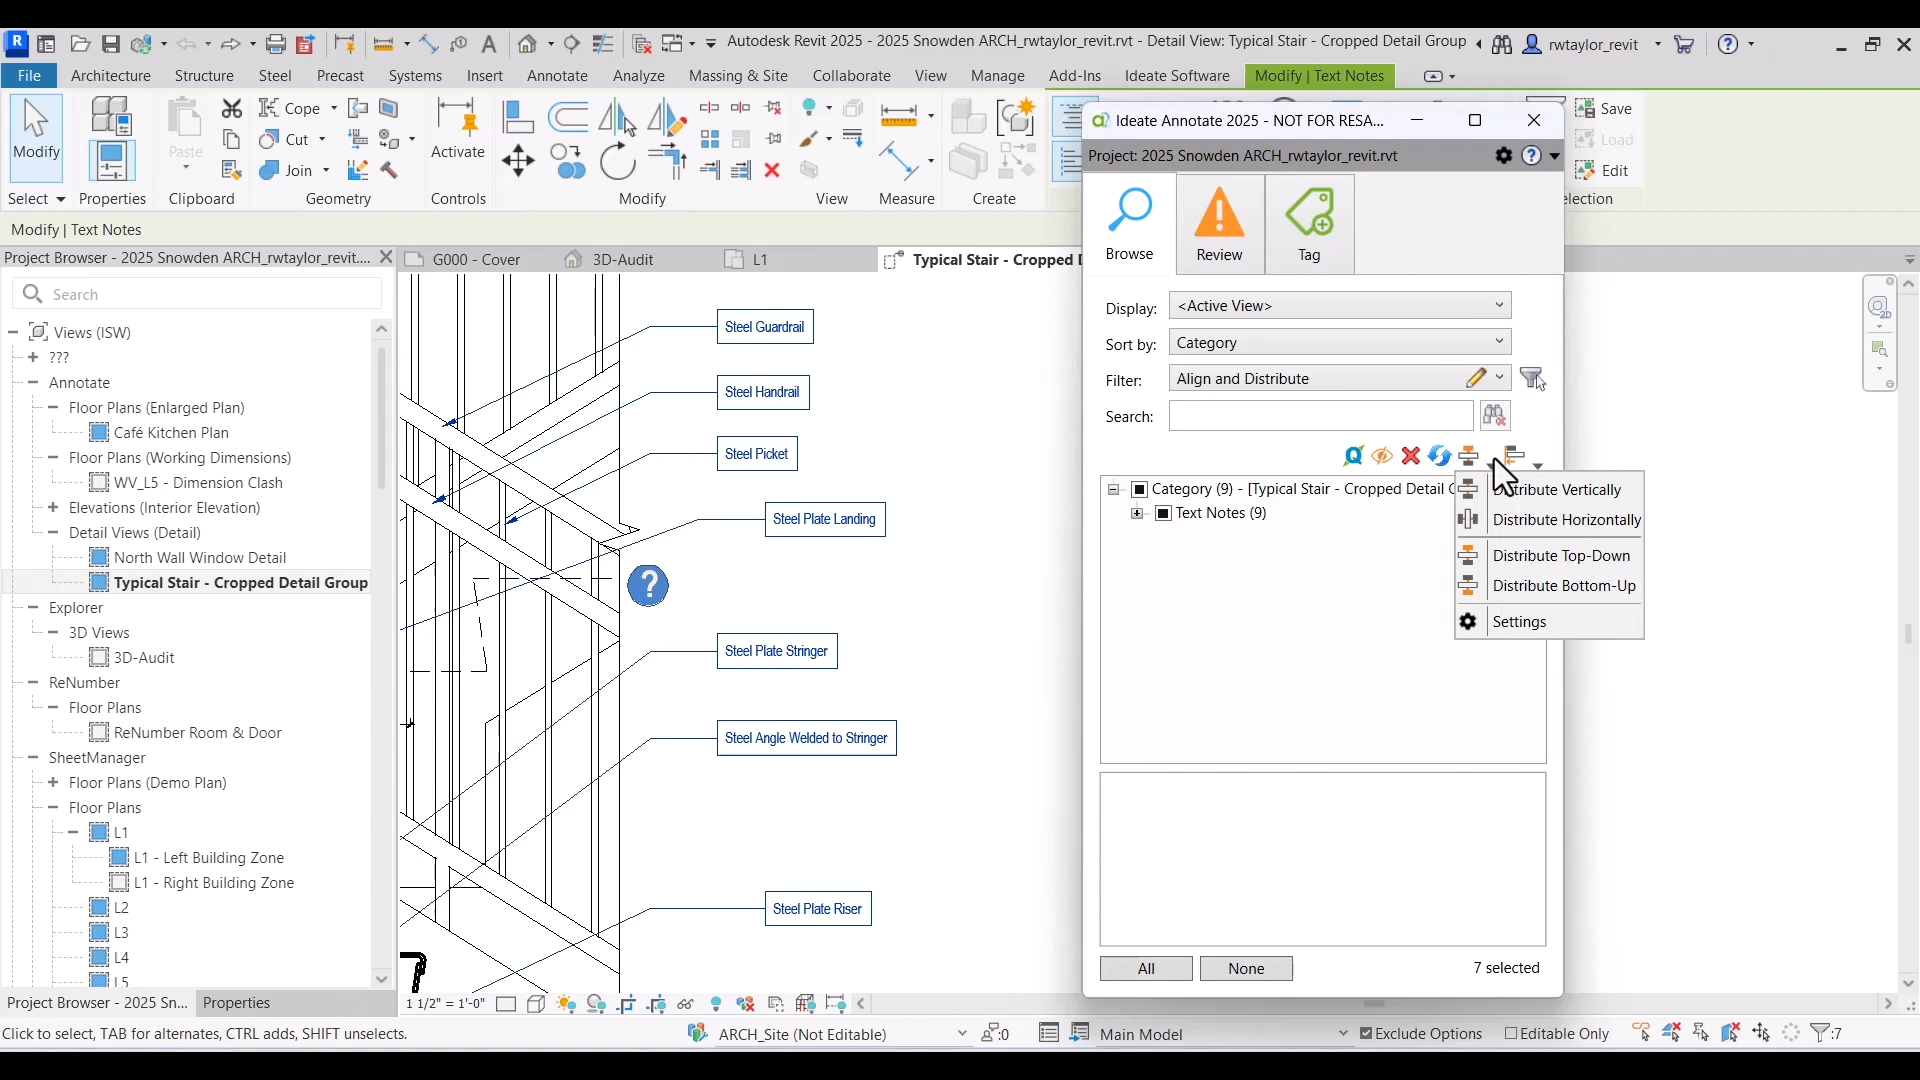 Autodesk Revit 2025 - 2025 Snowden ARCH_rwtaylor_revit.rvt - Detail View: Typical Stair - Cropped Detail Group
rwtaylor_revit
File Architecture Structure Steel Precast Systems Insert Annotate Analyze Massing & Site Collaborate View Manage Add-Ins Ideate Software Modify | Text Notes
Modify
Paste
Cope
Cut
Join
Activate
Save
Load
Edit
Select Properties Clipboard Geometry Controls Modify View Measure Create
Modify | Text Notes
Project Browser - 2025 Snowden ARCH_rwtaylor_revit....
G000 - Cover
3D-Audit
L1
Typical Stair - Cropped
Search
Views (ISW)
???
Annotate
Floor Plans (Enlarged Plan)
Café Kitchen Plan
Floor Plans (Working Dimensions)
WV_L5 - Dimension Clash
Elevations (Interior Elevation)
Detail Views (Detail)
North Wall Window Detail
Typical Stair - Cropped Detail Group
Explorer
3D Views
3D-Audit
ReNumber
Floor Plans
ReNumber Room & Door
SheetManager
Floor Plans (Demo Plan)
Floor Plans
L1
L1 - Left Building Zone
L1 - Right Building Zone
L2
L3
L4
L5
Project Browser - 2025 Sn...
Properties
Steel Guardrail
Steel Handrail
Steel Picket
Steel Plate Landing
?
Steel Plate Stringer
Steel Angle Welded to Stringer
Steel Plate Riser
1 1/2" = 1'-0"
Ideate Annotate 2025 - NOT FOR RESA...
Project: 2025 Snowden ARCH_rwtaylor_revit.rvt
Browse
Review
Tag
Display: <Active View>
Sort by: Category
Filter: Align and Distribute
Search:
Category (9) - [Typical Stair - Cropped Detail
Text Notes (9)
Distribute Horizontally
Distribute Top-Down
Distribute Bottom-Up
Settings
All
None
7 selected
Click to select, TAB for alternates, CTRL adds, SHIFT unselects.
ARCH_Site (Not Editable)
:0
Main Model
Exclude Options
Editable Only
:7